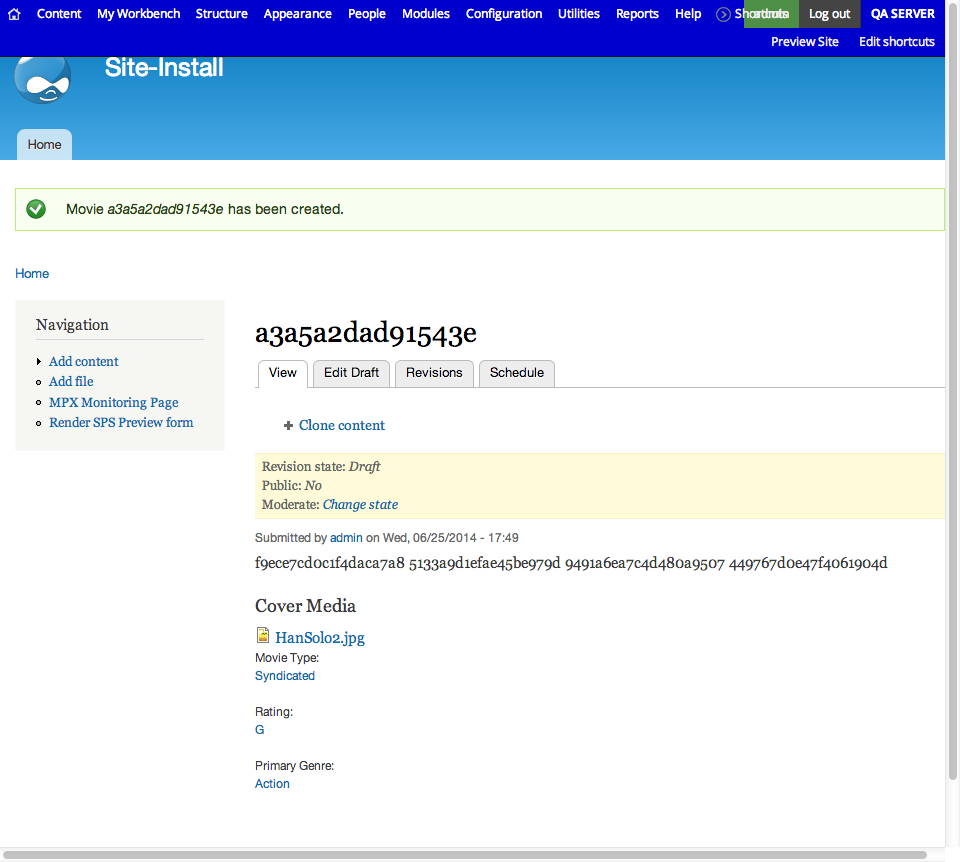 Content My Workbench Structure Appearance People Modules Configuration Utilities Reports Help Shortcuts admin Log out QA SERVER
Preview Site Edit shortcuts
Site-Install
Home
Movie a3a5a2dad91543e has been created.
Home
Navigation
Add content
Add file
MPX Monitoring Page
Render SPS Preview form
a3a5a2dad91543e
View Edit Draft Revisions Schedule
Clone content
Revision state: Draft
Public: No
Moderate: Change state
Submitted by admin on Wed, 06/25/2014 - 17:49
f9ece7cd0c1f4daca7a8 5133a9d1efae45be979d 9491a6ea7c4d480a9507 449767d0e47f4061904d
Cover Media
HanSolo2.jpg
Movie Type:
Syndicated
Rating:
G
Primary Genre:
Action